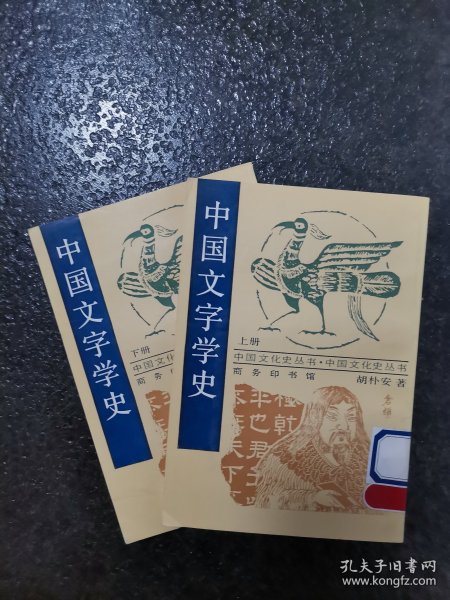 中国文字学史
下册
中国文化
商务印
中国文字学史
上册
中国文化史丛书·中国文化史丛书
商务印书馆 胡朴安著
孔夫子旧书网
www.kongfz.com